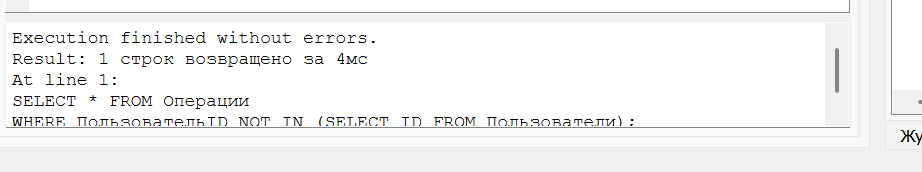 Execution finished without errors.
Result: 1 строк возвращено за 4мс
At line 1:
SELECT * FROM Операции
WHERE ПользовательID NOT IN (SELECT ID FROM Пользователи);
Жу